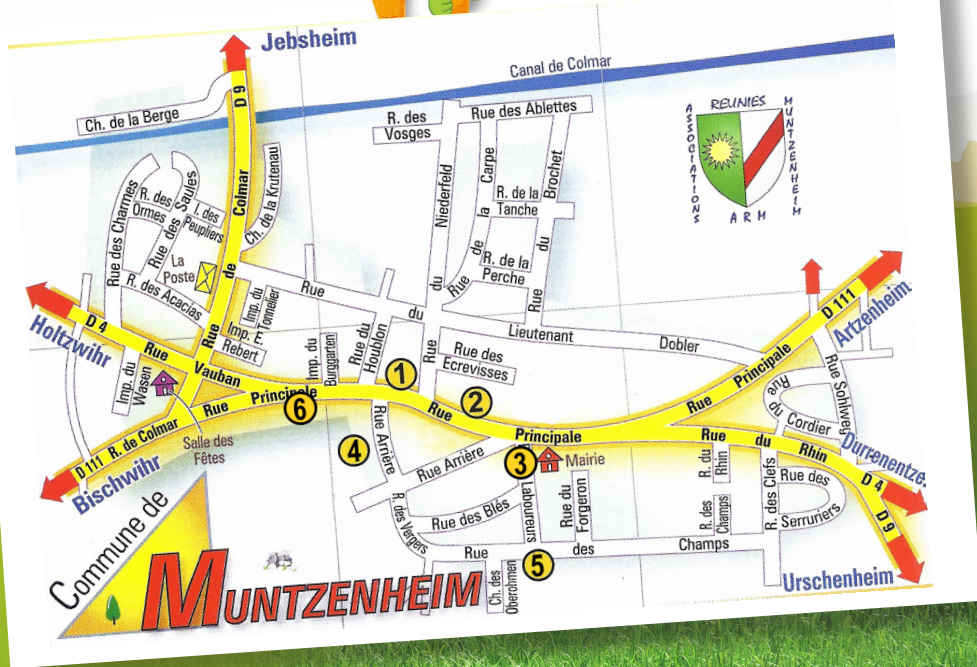 Jebsheim
Canal de Colmar
D 9
Ch. de la Berge
R. des
Vosges
Rue des Ablettes
ASSOCIATIONS
REUNIES
MUNTZENHEIM
A R M
Colmar
de
Rue
Ch. de la Krutenau
Rue des Charmes
R. des
Ormes
Rue des Saules
I. des
Peupliers
La
Poste
R. des Acacias
Niederfeld
du
Rue
Rue de la Carpe
R. de la
Tanche
R. de la
Perche
Rue du Brochet
Rue du Lieutenant Dobler
Imp. du
Tonnelier
Imp. E.
Rebert
Imp. du
Burgarten
Rue du
Houblon
Rue des
Ecrevisses
D 111
Artzenheim
Holtzwihr
D 4
Rue Vauban
Imp. du
Wasen
Salle des
Fêtes
D 111 R. de Colmar
Bischwihr
Rue Principale
1
2
6
Rue Principale
Rue Principale
Rue Sohlweg
Rue du Cordier
Rue du Rhin
Durrenentze
D 4
D 9
Urschenheim
4
Rue Arrière
Rue Arrière
3
Mairie
R. des Vergers
Rue des Blés
Laboureurs
Rue du
Forgeron
R. du
Rhin
R. des
Champs
R. des Clefs
Rue des
Serruriers
Rue des Champs
5
Ch. des
Oberohmen
Commune de
MUNTZENHEIM